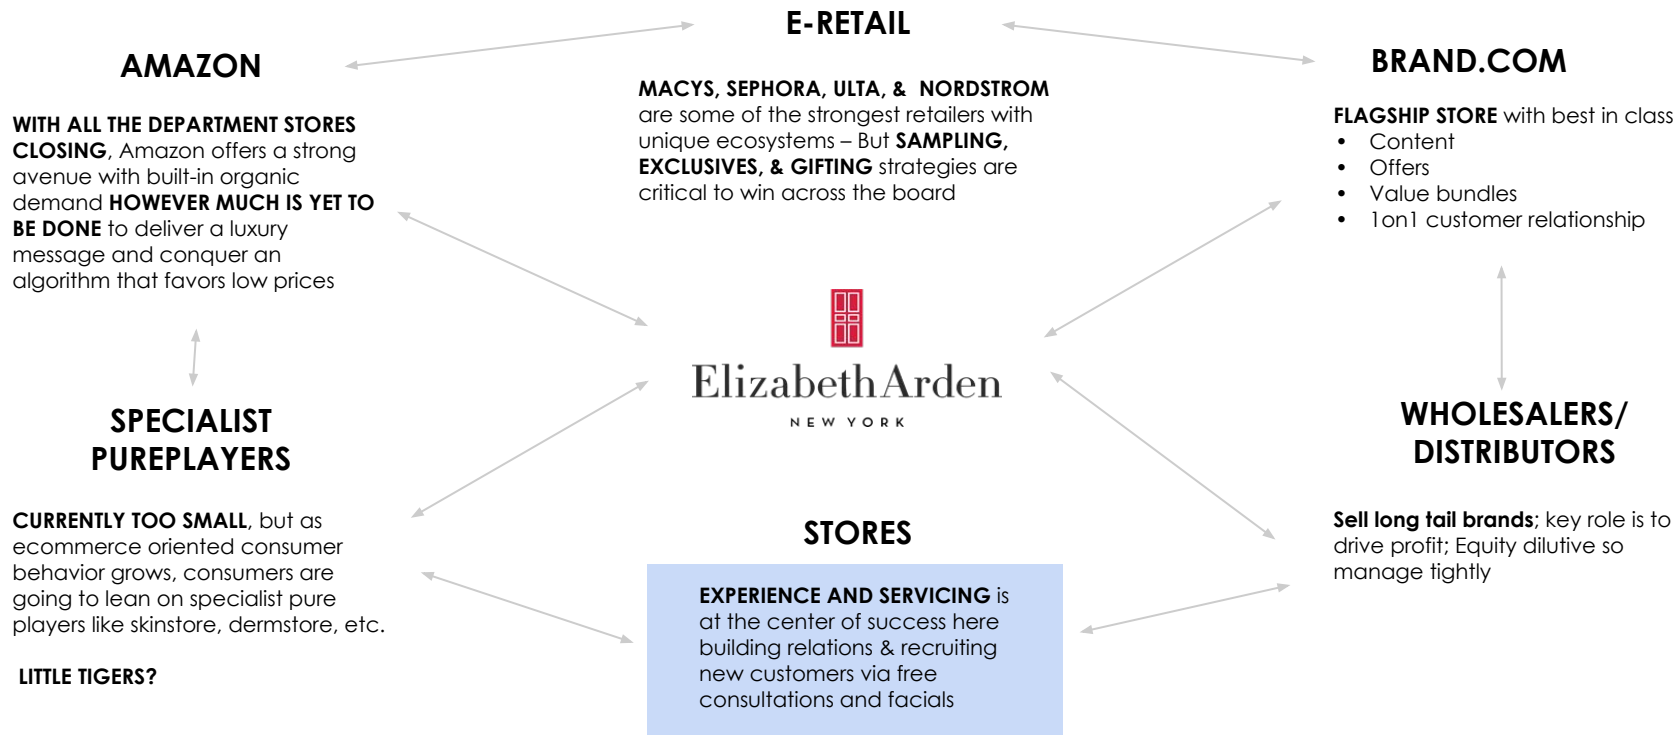 E-RETAIL
MACYS, SEPHORA, ULTA, & NORDSTROM
are some of the strongest retailers with
unique ecosystems – But SAMPLING,
EXCLUSIVES, & GIFTING strategies are
critical to win across the board
AMAZON
WITH ALL THE DEPARTMENT STORES
CLOSING, Amazon offers a strong
avenue with built-in organic
demand HOWEVER MUCH IS YET TO
BE DONE to deliver a luxury
message and conquer an
algorithm that favors low prices
BRAND.COM
FLAGSHIP STORE with best in class
• Content
• Offers
• Value bundles
• 1on1 customer relationship
Elizabeth Arden
NEW YORK
SPECIALIST
PUREPLAYERS
CURRENTLY TOO SMALL, but as
ecommerce oriented consumer
behavior grows, consumers are
going to lean on specialist pure
players like skinstore, dermstore, etc.
LITTLE TIGERS?
STORES
EXPERIENCE AND SERVICING is
at the center of success here
building relations & recruiting
new customers via free
consultations and facials
WHOLESALERS/
DISTRIBUTORS
Sell long tail brands; key role is to
drive profit; Equity dilutive so
manage tightly